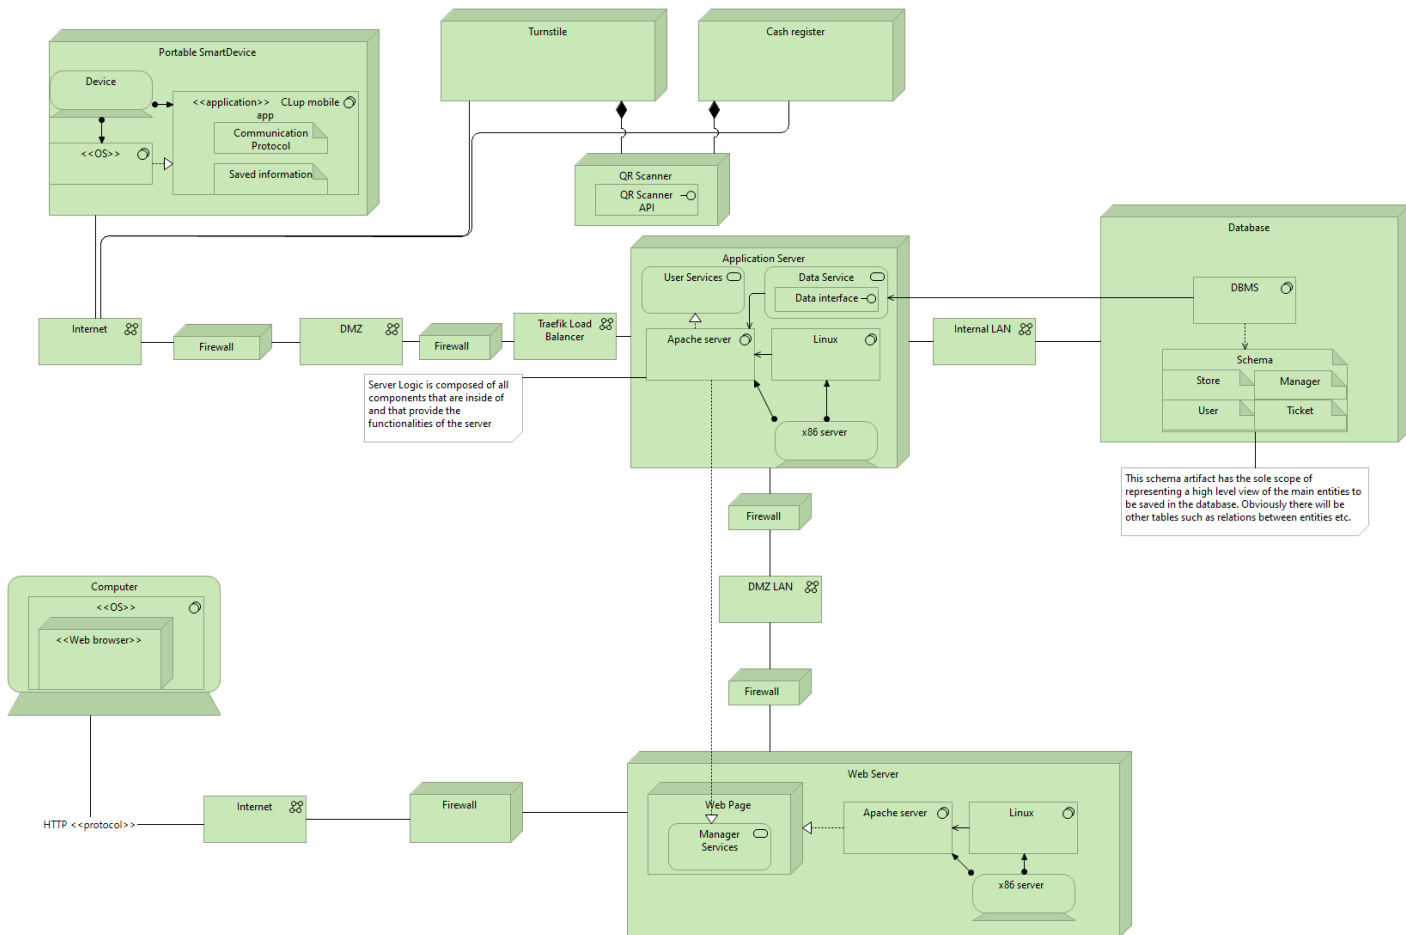 Portable SmartDevice
Device
<<application>> CLup mobile
app
Communication
Protocol
<<OS>>
Saved information
Turnstile
Cash register
QR Scanner
QR Scanner
API
Application Server
User Services
Data Service
Data interface
Apache server
Linux
x86 server
Database
DBMS
Schema
Store
Manager
User
Ticket
Internet
Firewall
DMZ
Firewall
Traefik Load
Balancer
Internal LAN
Server Logic is composed of all
components that are inside of
and that provide the
functionalities of the server
This schema artifact has the sole scope of
representing a high level view of the main entities to
be saved in the database. Obviously there will be
other tables such as relations between entities etc.
Firewall
DMZ LAN
Firewall
Computer
<<OS>>
<<Web browser>>
HTTP <<protocol>>
Internet
Firewall
Web Server
Web Page
Manager
Services
Apache server
Linux
x86 server